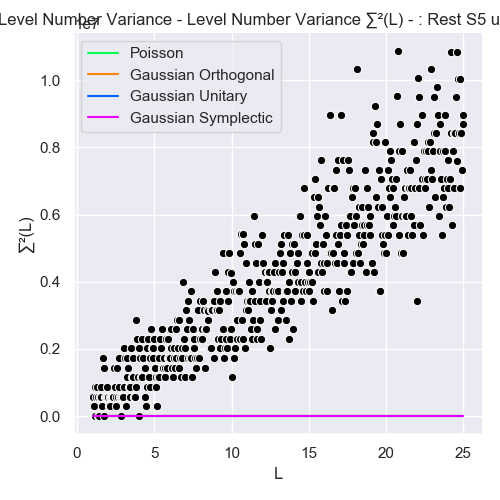 Level Number Variance - Level Number Variance ∑²(L) - : Rest S5 u
1e7
Poisson
Gaussian Orthogonal
Gaussian Unitary
Gaussian Symplectic
1.0
0.8
0.6
0.4
0.2
0.0
∑²(L)
0 5 10 15 20 25
L